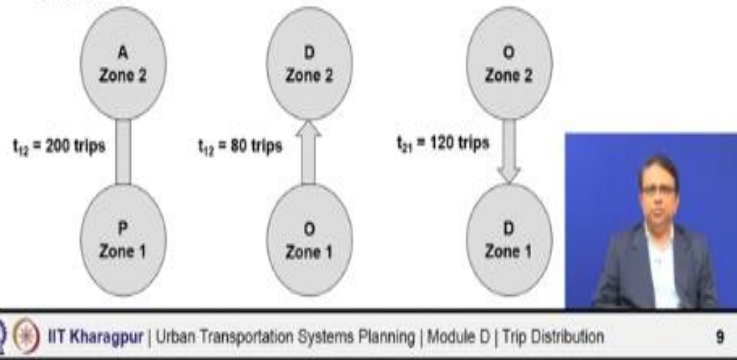 A
Zone 2
D
Zone 2
O
Zone 2
t12 = 200 trips
t12 = 80 trips
t21 = 120 trips
P
Zone 1
O
Zone 1
D
Zone 1
IIT Kharagpur | Urban Transportation Systems Planning | Module D | Trip Distribution
9